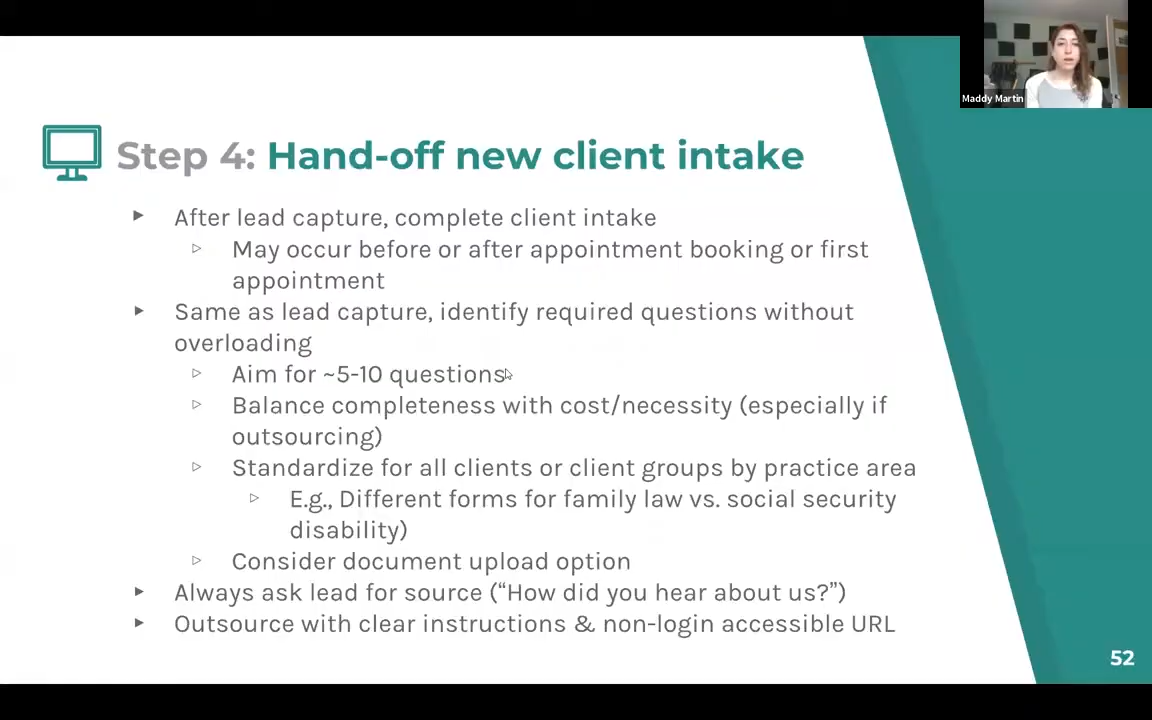 Maddy Martin
Step 4: Hand-off new client intake
After lead capture, complete client intake
May occur before or after appointment booking or first
appointment
Same as lead capture, identify required questions without
overloading
Aim for ~5-10 questions
Balance completeness with cost/necessity (especially if
outsourcing)
Standardize for all clients or client groups by practice area
E.g., Different forms for family law vs. social security
disability)
Consider document upload option
Always ask lead for source (“How did you hear about us?”)
Outsource with clear instructions & non-login accessible URL
52